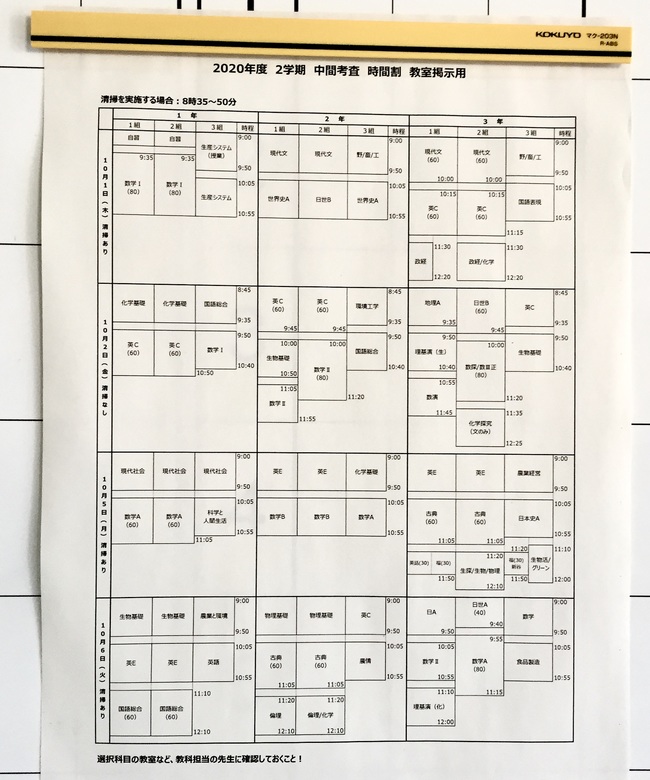 KOKUYO マク-203N
R-AB5
2020年度 2学期 中間考査 時間割 教室掲示用
清掃を実施する場合：8時35～50分
1 年 2 年 3 年
1組 2組 3組 時程 1組 2組 3組 時程 1組 2組 3組 時程
10月1日（木）清掃あり
自習 自習 生産システム（授業） 9:00 現代文 現代文 野/畜/工 9:00 現代文(60) 現代文(60) 野/畜/工 9:00
9:35 9:35 9:50 9:50 10:00 10:00 9:50
数学Ⅰ(80) 数学Ⅰ(80) 生産システム 10:05 世界史A 日世B 世界史A 10:05 10:15 英C(60) 10:15 英C(60) 国語表現 10:05
10:55 10:55 11:15 10:55
政経 11:30 政経/化学 11:30
12:20 12:20
10月2日（金）清掃なし
化学基礎 化学基礎 国語総合 8:45 英C(60) 英C(60) 環境工学 8:45 地理A 日世B(60) 英C 8:45
9:35 9:45 9:45 9:35 9:35 9:45 9:35
英C(60) 英C(60) 数学Ⅰ 9:50 10:00 生物基礎 10:00 数学Ⅱ(80) 国語総合 9:50 理基演（生） 10:00 数探/数Ⅲ正(80) 生物基礎 9:50
10:50 10:40 10:50 10:40 10:40 10:40
11:05 数学Ⅱ 11:20 10:55 数演 11:20
11:55 11:45 化学探究（文のみ） 11:35
12:25
10月5日（月）清掃あり
現代社会 現代社会 現代社会 9:00 英E 英E 化学基礎 9:00 英E 英E 農業経営 9:00
9:50 9:50 9:50
数学A(60) 数学A(60) 科学と人間生活 10:05 数学B 数学B 数学A 10:05 古典(60) 古典(60) 日本史A 10:05
11:05 10:55 10:55 11:05 11:05 10:55
福(30) 11:20 生探/生物/物理 11:20 福(30) 生物活/グリーン 11:10
11:50 12:10 11:50 12:00
10月6日（火）清掃あり
生物基礎 生物基礎 農業と環境 9:00 物理基礎 物理基礎 英C 9:00 日A 日世A(40) 数学 9:00
9:50 9:50 9:50 9:40 9:50
英E 英E 英語 10:05 古典(60) 古典(60) 農情 10:05 数学Ⅱ 9:55 数学A(80) 食品製造 10:05
10:55 11:05 11:05 10:55 10:55 11:15 10:55
国語総合(60) 国語総合(60) 11:10 11:20 倫理 11:20 倫理/化学 11:10 理基演（化）
12:10 12:10 12:10 12:00
選択科目の教室など、教科担当の先生に確認しておくこと！